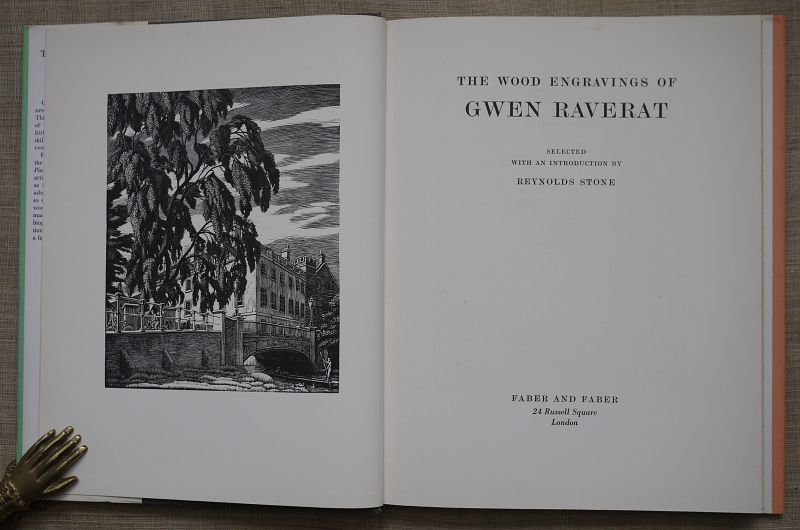 THE WOOD ENGRAVINGS OF
GWEN RAVERAT
SELECTED
WITH AN INTRODUCTION BY
REYNOLDS STONE
FABER AND FABER
24 Russell Square
London